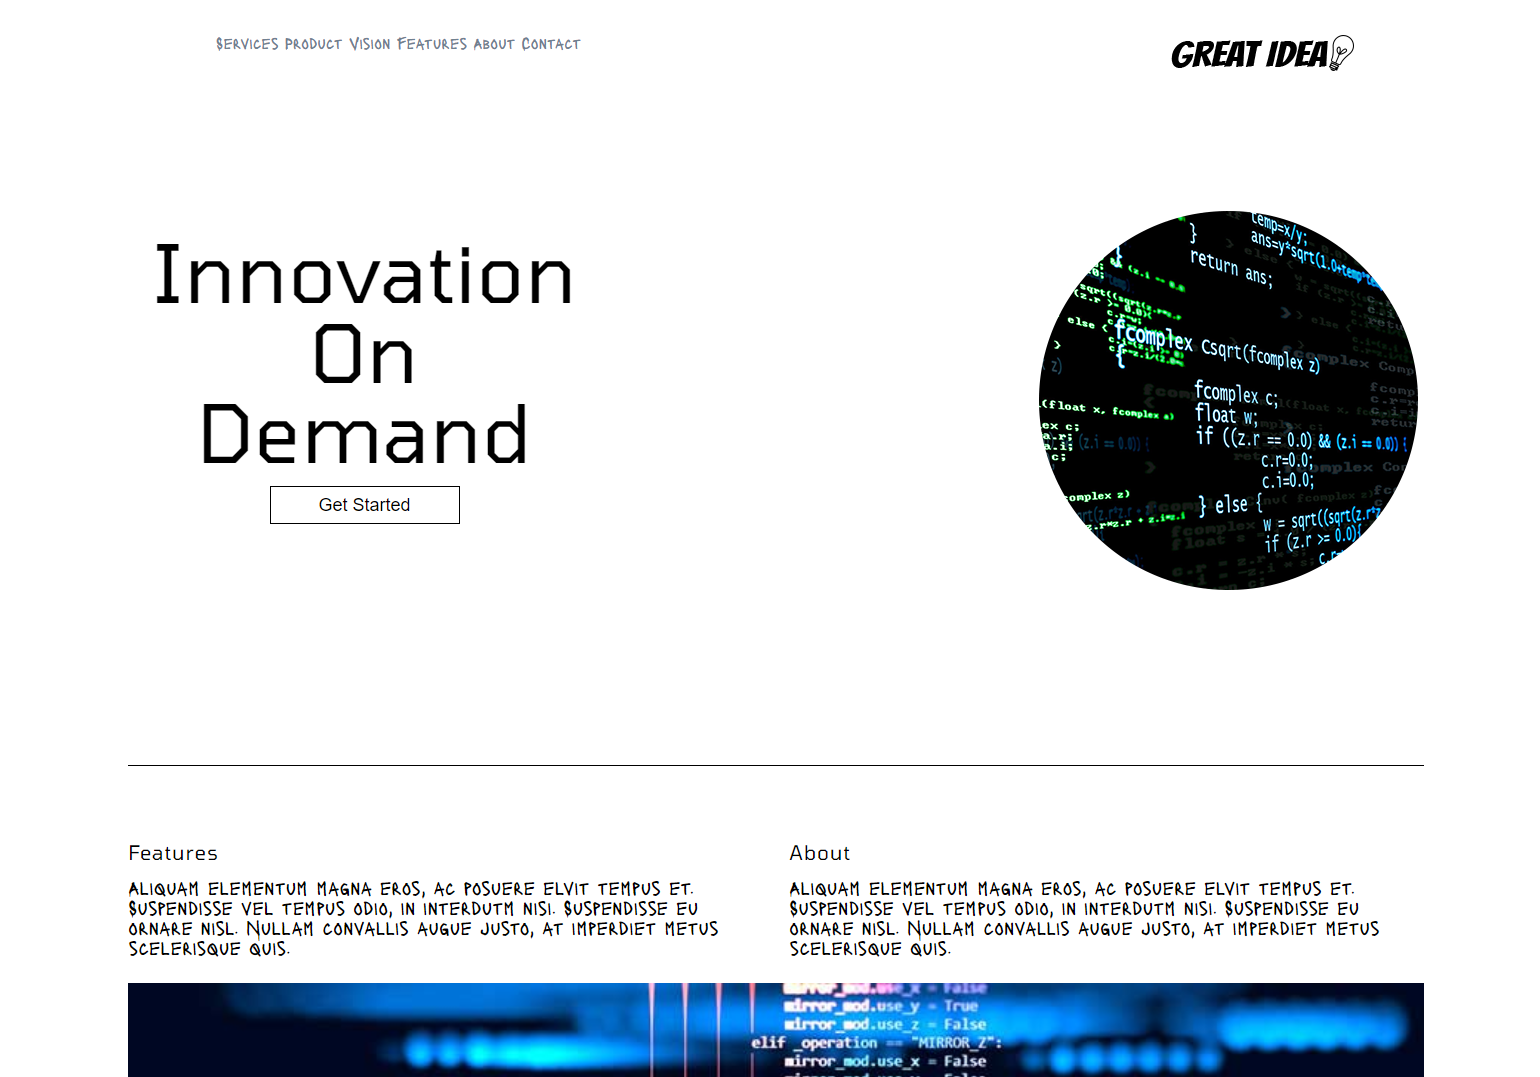 Services Product Vision Features About Contact
GREAT IDEA
Innovation
On
Demand
Get Started
temp=x/y;
}
ans=y*sqrt(1.0+temp*te
return ans;
else {
fcomplex Csqrt(fcomplex z)
{
fcomplex c;
float w;
if ((z.r == 0.0) && (z.i == 0.0)) {
c.r=0.0;
c.i=0.0;
} else {
w = sqrt((sqrt(z.r*z
if (z.r >= 0.0){
(float x, fcomplex a)
omplex z)
Features
Aliquam elementum magna eros, ac posuere elvit tempus et.
Suspendisse vel tempus odio, in interdutm nisi. Suspendisse eu
ornare nisl. Nullam convallis augue justo, at imperdiet metus
scelerisque quis.
About
Aliquam elementum magna eros, ac posuere elvit tempus et.
Suspendisse vel tempus odio, in interdutm nisi. Suspendisse eu
ornare nisl. Nullam convallis augue justo, at imperdiet metus
scelerisque quis.
mirror_mod.use_x = False
mirror_mod.use_y = True
mirror_mod.use_z = False
elif _operation == "MIRROR_Z":
mirror_mod.use_x = False